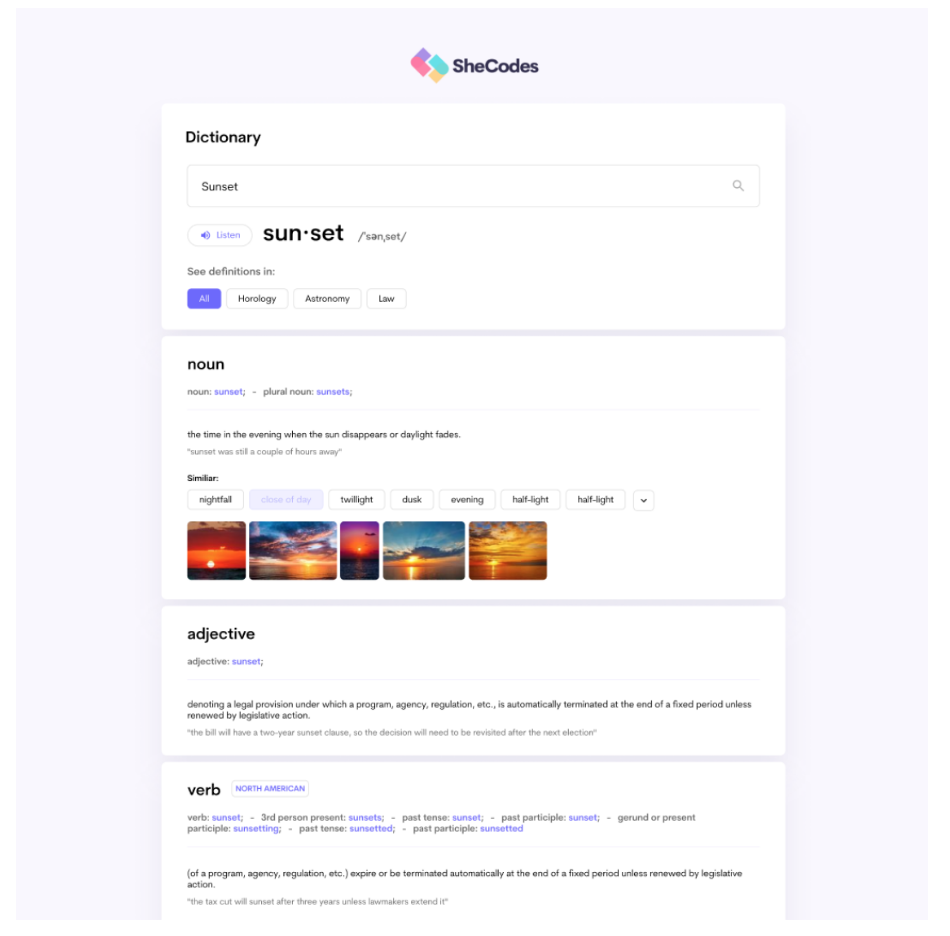 SheCodes
Dictionary
Sunset
Listen
sun·set
/ˈsənˌset/
See definitions in:
All
Horology
Astronomy
Law
noun
noun: sunset; - plural noun: sunsets;
the time in the evening when the sun disappears or daylight fades.
"sunset was still a couple of hours away"
Similiar:
nightfall
close of day
twillight
dusk
evening
half-light
half-light
adjective
adjective: sunset;
denoting a legal provision under which a program, agency, regulation, etc., is automatically terminated at the end of a fixed period unless
renewed by legislative action.
"the bill will have a two-year sunset clause, so the decision will need to be revisited after the next election"
verb
NORTH AMERICAN
verb: sunset; - 3rd person present: sunsets; - past tense: sunset; - past participle: sunset; - gerund or present
participle: sunsetting; - past tense: sunsetted; - past participle: sunsetted
(of a program, agency, regulation, etc.) expire or be terminated automatically at the end of a fixed period unless renewed by legislative
action.
"the tax cut will sunset after three years unless lawmakers extend it"